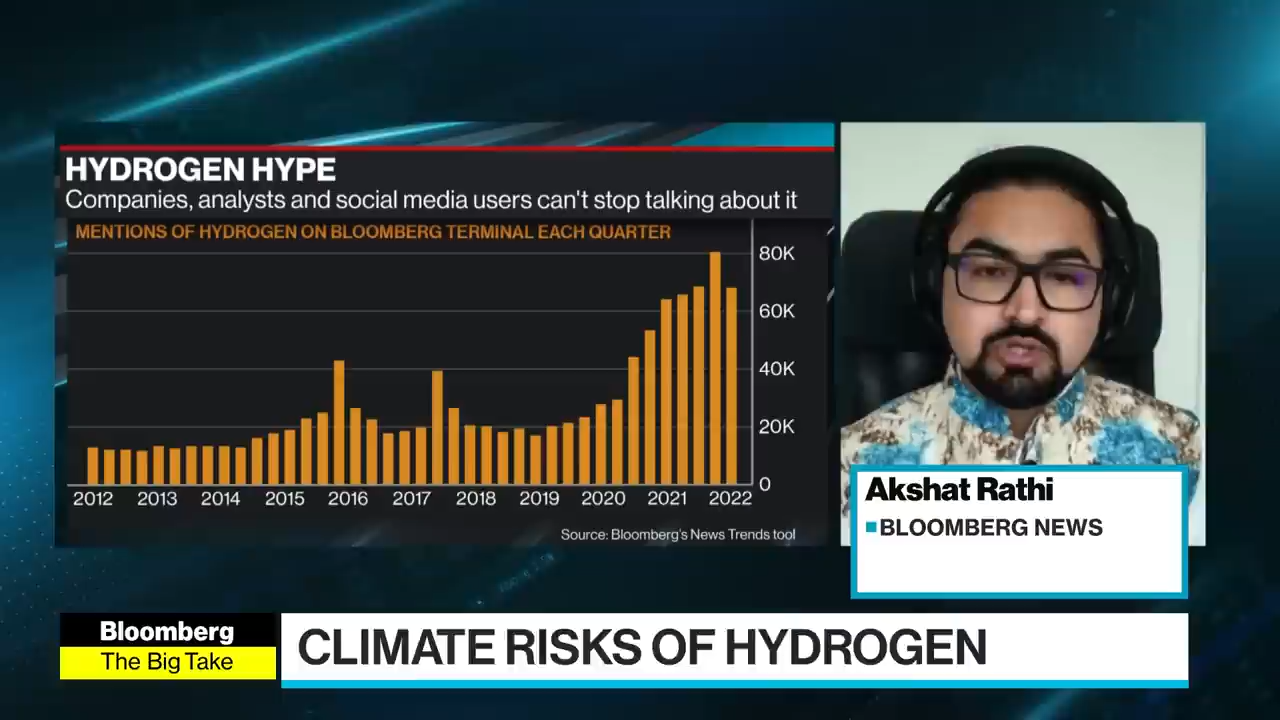 HYDROGEN HYPE
Companies, analysts and social media users can't stop talking about it
MENTIONS OF HYDROGEN ON BLOOMBERG TERMINAL EACH QUARTER
80K
60K
40K
20K
0
2012 2013 2014 2015 2016 2017 2018 2019 2020 2021 2022
Source: Bloomberg's News Trends tool
Akshat Rathi
BLOOMBERG NEWS
Bloomberg
The Big Take
CLIMATE RISKS OF HYDROGEN